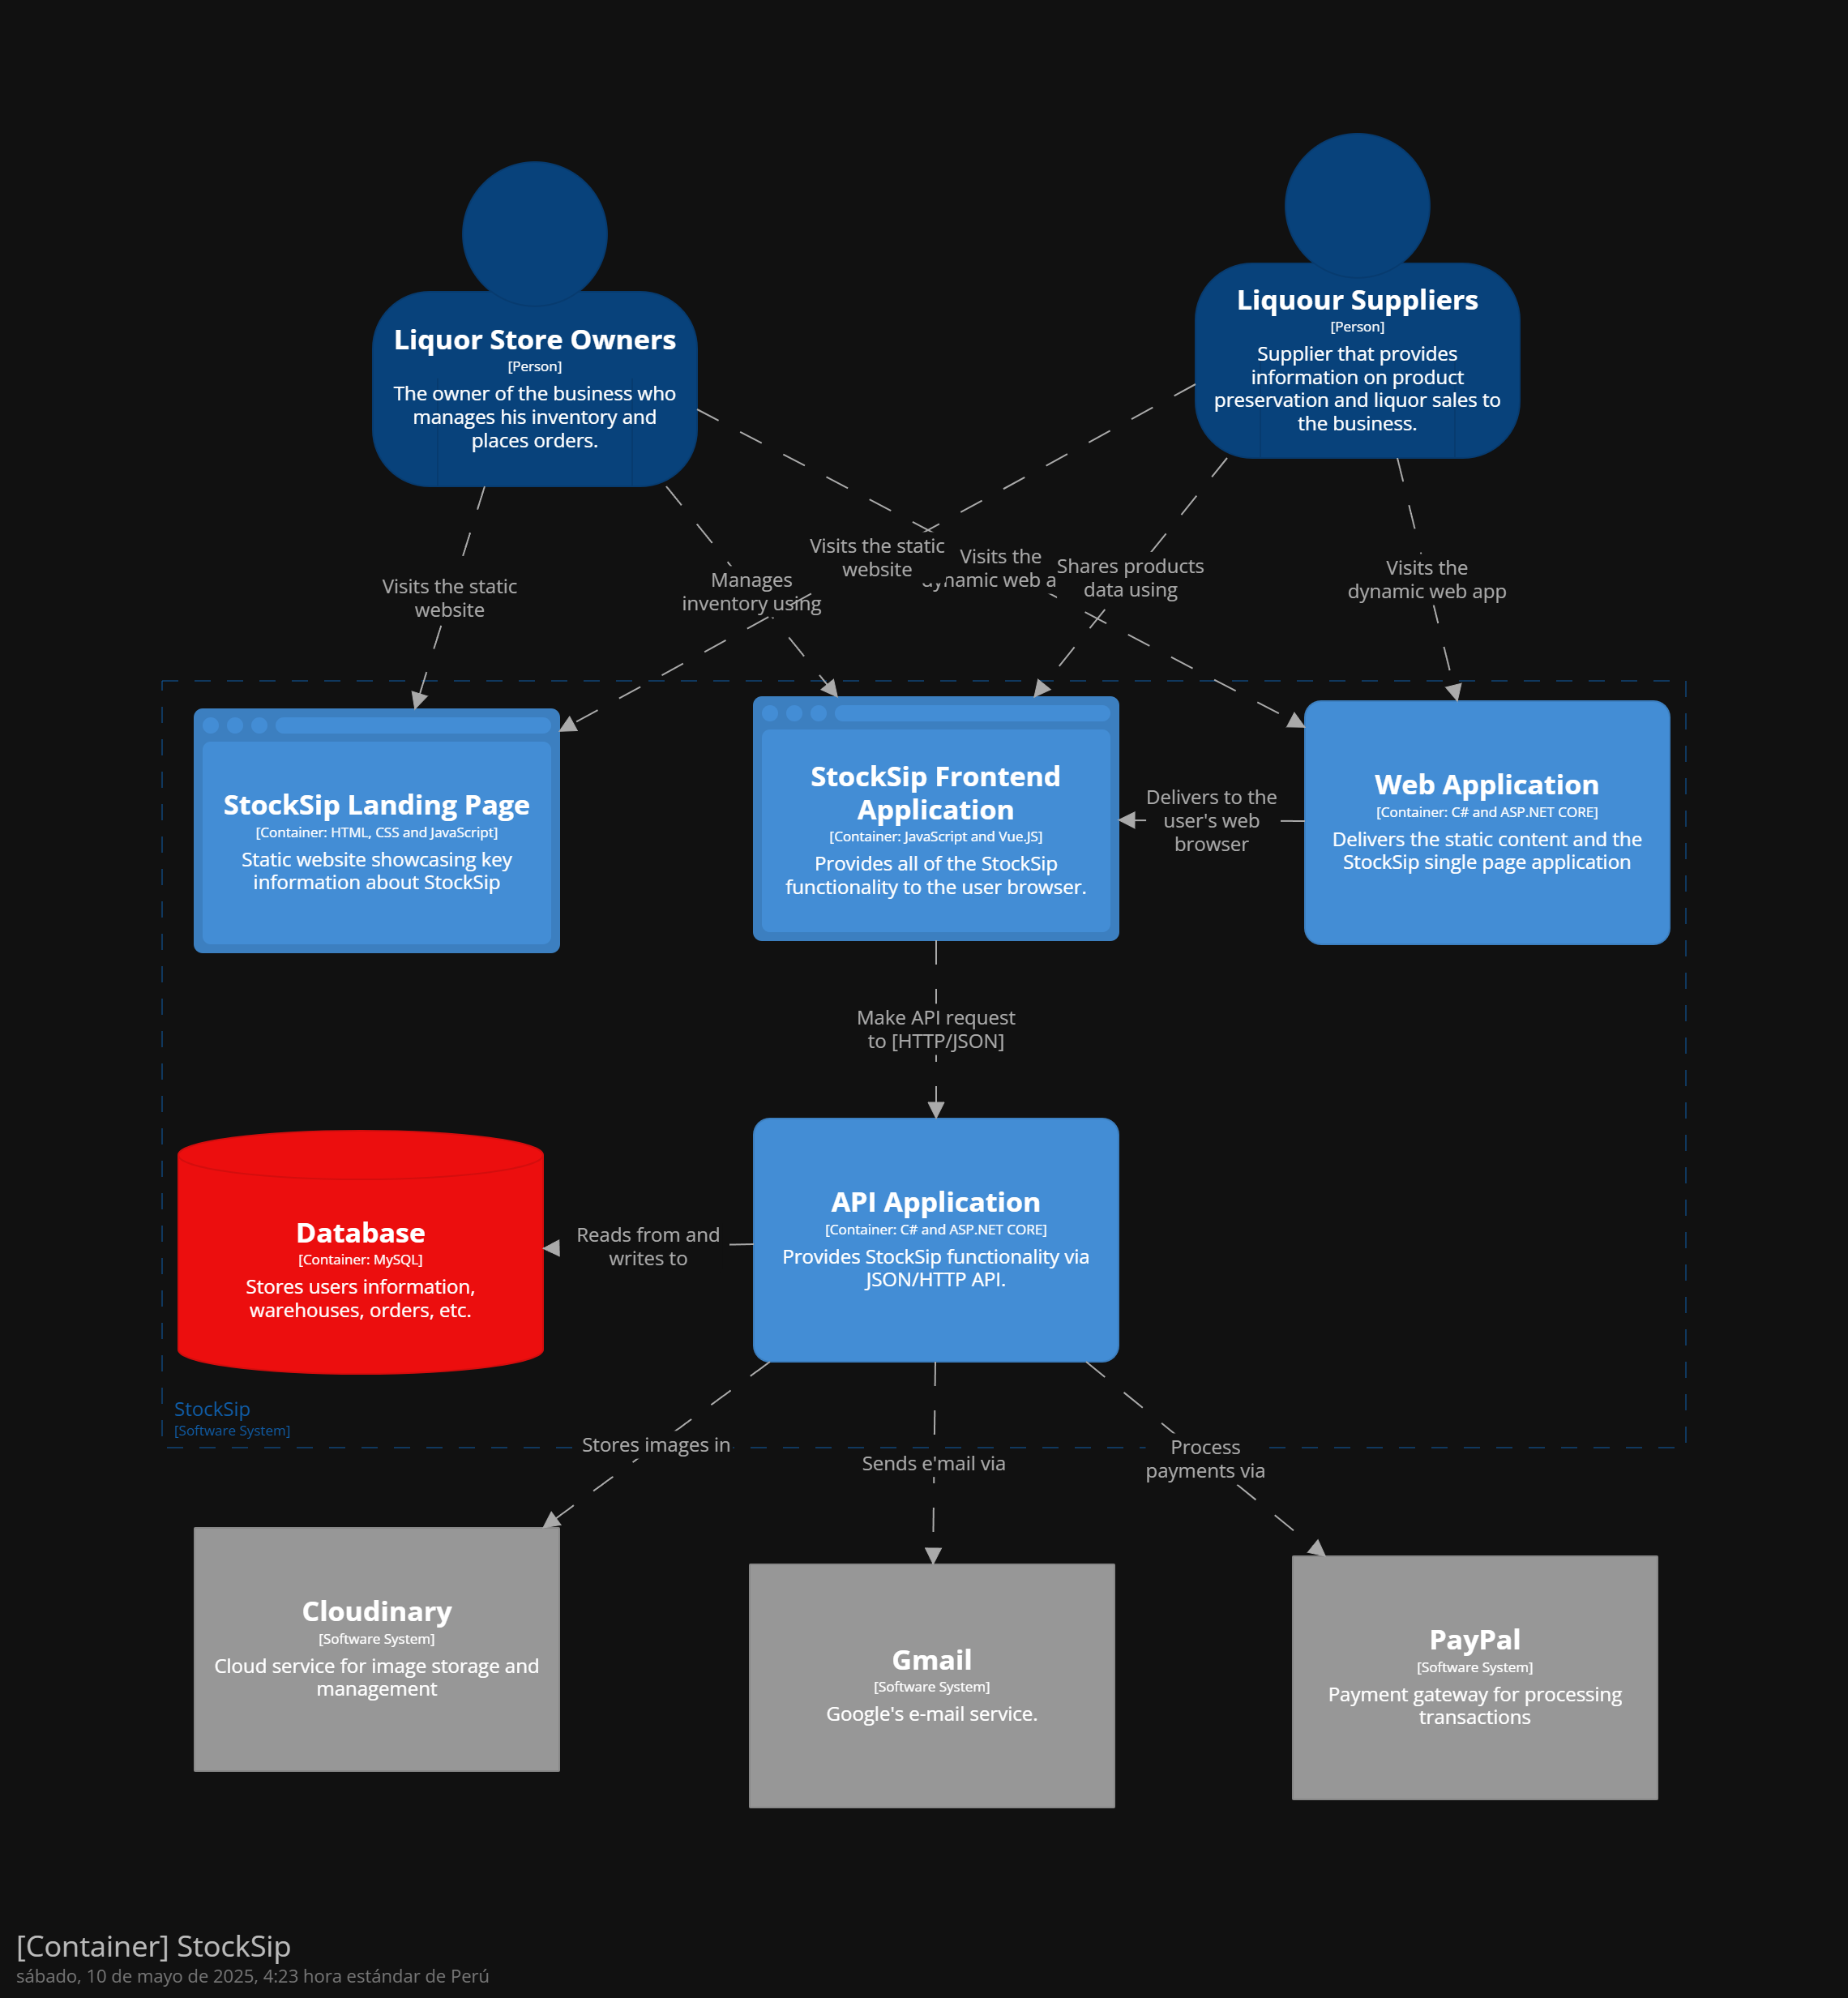 Liquor Store Owners
[Person]
The owner of the business who
manages his inventory and
places orders.
Liquour Suppliers
[Person]
Supplier that provides
information on product
preservation and liquor sales to
the business.
Visits the static
website
Manages
inventory using
Visits the static
website
Visits the
dynamic web a
Shares products
data using
Visits the
dynamic web app
StockSip Landing Page
[Container: HTML, CSS and JavaScript]
Static website showcasing key
information about StockSip
StockSip Frontend
Application
[Container: JavaScript and Vue.JS]
Provides all of the StockSip
functionality to the user browser.
Delivers to the
user's web
browser
Web Application
[Container: C# and ASP.NET CORE]
Delivers the static content and the
StockSip single page application
Make API request
to [HTTP/JSON]
Database
[Container: MySQL]
Stores users information,
warehouses, orders, etc.
Reads from and
writes to
API Application
[Container: C# and ASP.NET CORE]
Provides StockSip functionality via
JSON/HTTP API.
StockSip
[Software System]
Stores images in
Sends e'mail via
Process
payments via
Cloudinary
[Software System]
Cloud service for image storage and
management
Gmail
[Software System]
Google's e-mail service.
PayPal
[Software System]
Payment gateway for processing
transactions
[Container] StockSip
sábado, 10 de mayo de 2025, 4:23 hora estándar de Perú